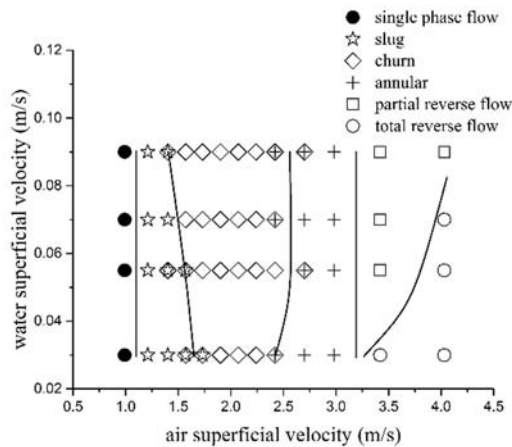 single phase flow
slug
churn
annular
partial reverse flow
total reverse flow
0.12
0.10
0.08
0.06
0.04
0.02
water superficial velocity (m/s)
0.5 1.0 1.5 2.0 2.5 3.0 3.5 4.0 4.5
air superficial velocity (m/s)